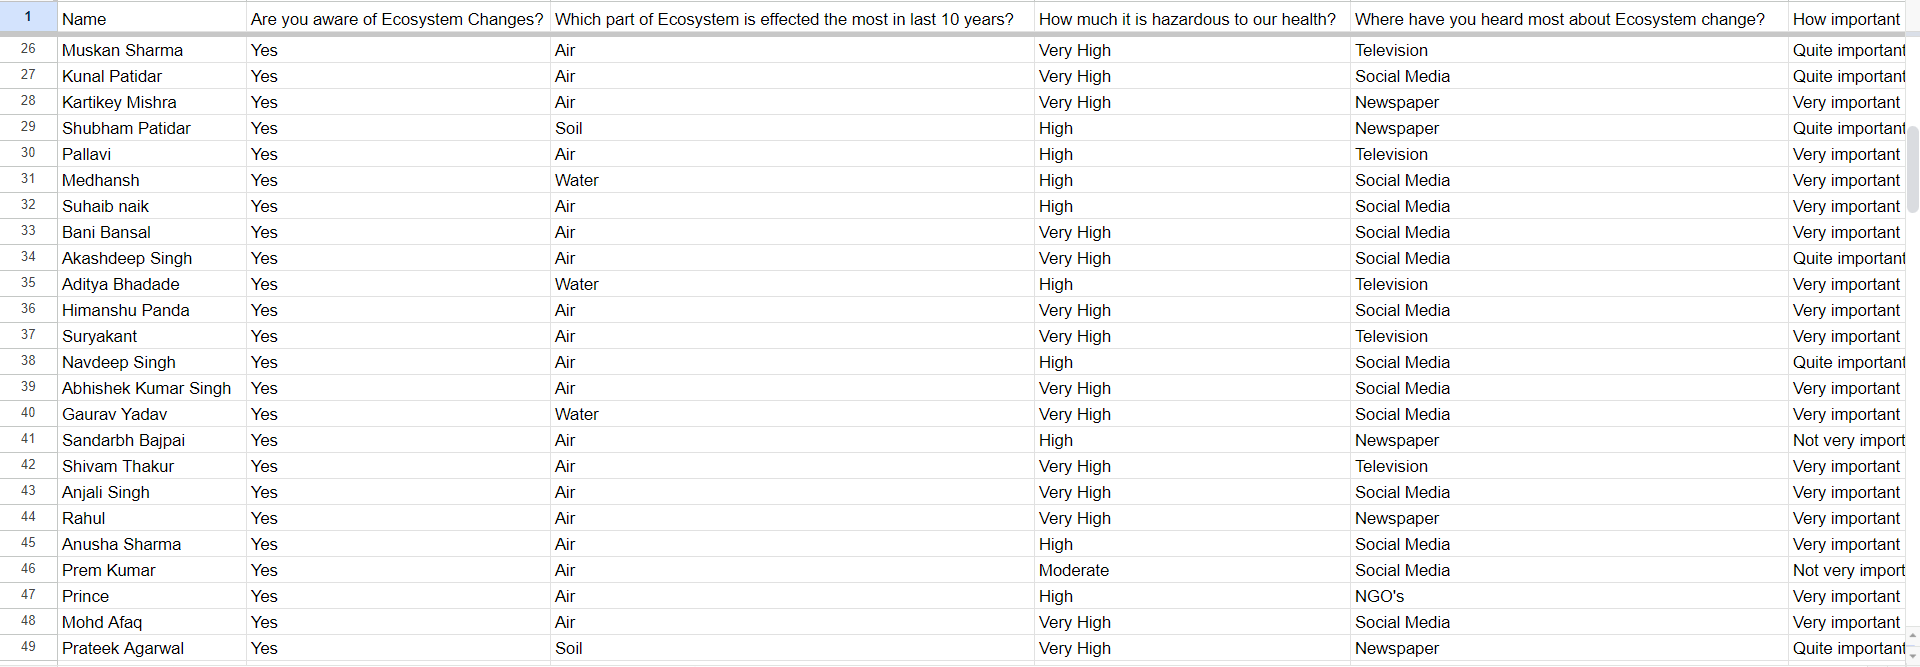 1 Name Are you aware of Ecosystem Changes? Which part of Ecosystem is effected the most in last 10 years? How much it is hazardous to our health? Where have you heard most about Ecosystem change? How important
26 Muskan Sharma Yes Air Very High Television Quite important
27 Kunal Patidar Yes Air Very High Social Media Quite important
28 Kartikey Mishra Yes Air Very High Newspaper Very important
29 Shubham Patidar Yes Soil High Newspaper Quite important
30 Pallavi Yes Air High Television Very important
31 Medhansh Yes Water High Social Media Very important
32 Suhaib naik Yes Air High Social Media Very important
33 Bani Bansal Yes Air Very High Social Media Very important
34 Akashdeep Singh Yes Air Very High Social Media Quite important
35 Aditya Bhadade Yes Water High Television Very important
36 Himanshu Panda Yes Air Very High Social Media Very important
37 Suryakant Yes Air Very High Television Very important
38 Navdeep Singh Yes Air High Social Media Quite important
39 Abhishek Kumar Singh Yes Air Very High Social Media Very important
40 Gaurav Yadav Yes Water Very High Social Media Very important
41 Sandarbh Bajpai Yes Air High Newspaper Not very import
42 Shivam Thakur Yes Air Very High Television Very important
43 Anjali Singh Yes Air Very High Social Media Very important
44 Rahul Yes Air Very High Newspaper Very important
45 Anusha Sharma Yes Air High Social Media Very important
46 Prem Kumar Yes Air Moderate Social Media Not very import
47 Prince Yes Air High NGO's Very important
48 Mohd Afaq Yes Air Very High Social Media Very important
49 Prateek Agarwal Yes Soil Very High Newspaper Quite important